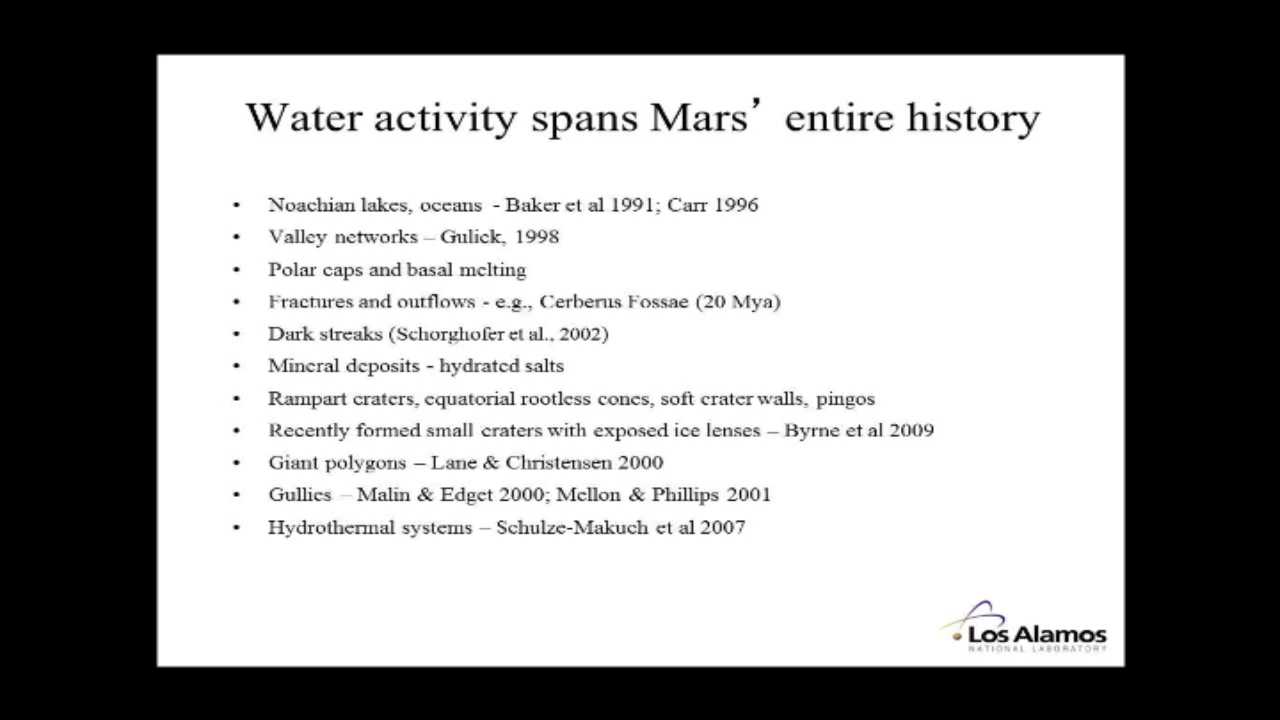 Water activity spans Mars’ entire history
• Noachian lakes, oceans - Baker et al 1991; Carr 1996
• Valley networks – Gulick, 1998
• Polar caps and basal melting
• Fractures and outflows - e.g., Cerberus Fossae (20 Mya)
• Dark streaks (Schorghofer et al., 2002)
• Mineral deposits - hydrated salts
• Rampart craters, equatorial rootless cones, soft crater walls, pingos
• Recently formed small craters with exposed ice lenses – Byrne et al 2009
• Giant polygons – Lane & Christensen 2000
• Gullies – Malin & Edget 2000; Mellon & Phillips 2001
• Hydrothermal systems – Schulze-Makuch et al 2007
Los Alamos
NATIONAL LABORATORY